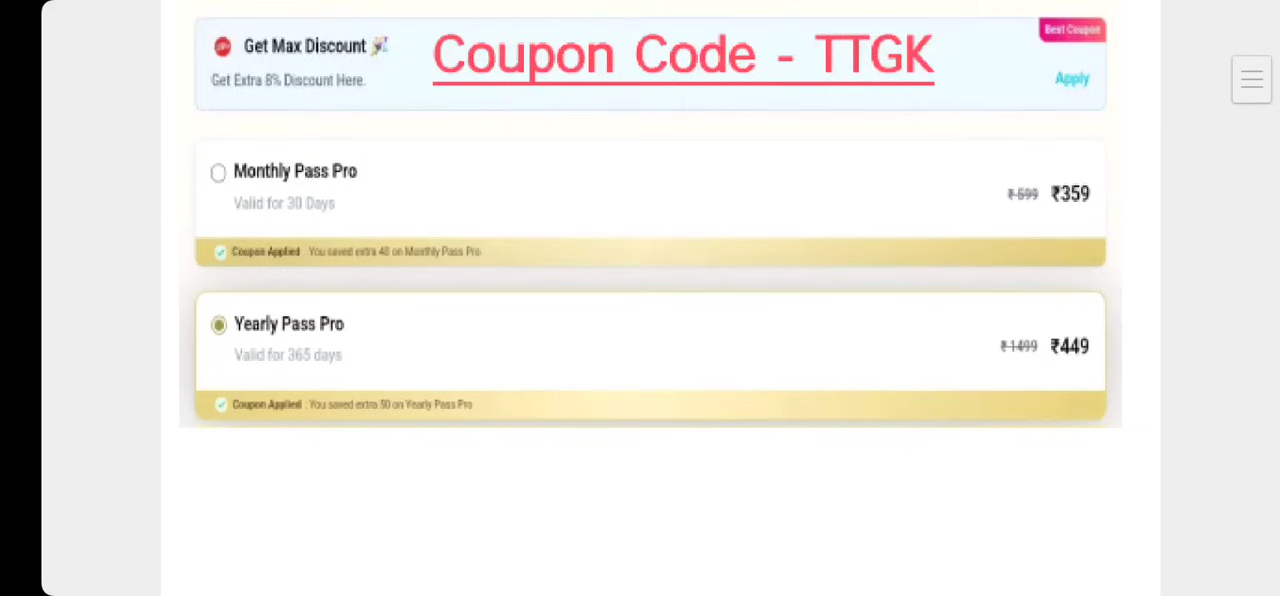 Best Coupon
Get Max Discount
Coupon Code - TTGK
Get Extra 8% Discount Here.
Apply
Monthly Pass Pro
₹ 599 ₹359
Valid for 30 Days
Coupon Applied : You saved extra 40 on Monthly Pass Pro
Yearly Pass Pro
₹ 1499 ₹449
Valid for 365 days
Coupon Applied : You saved extra 50 on Yearly Pass Pro